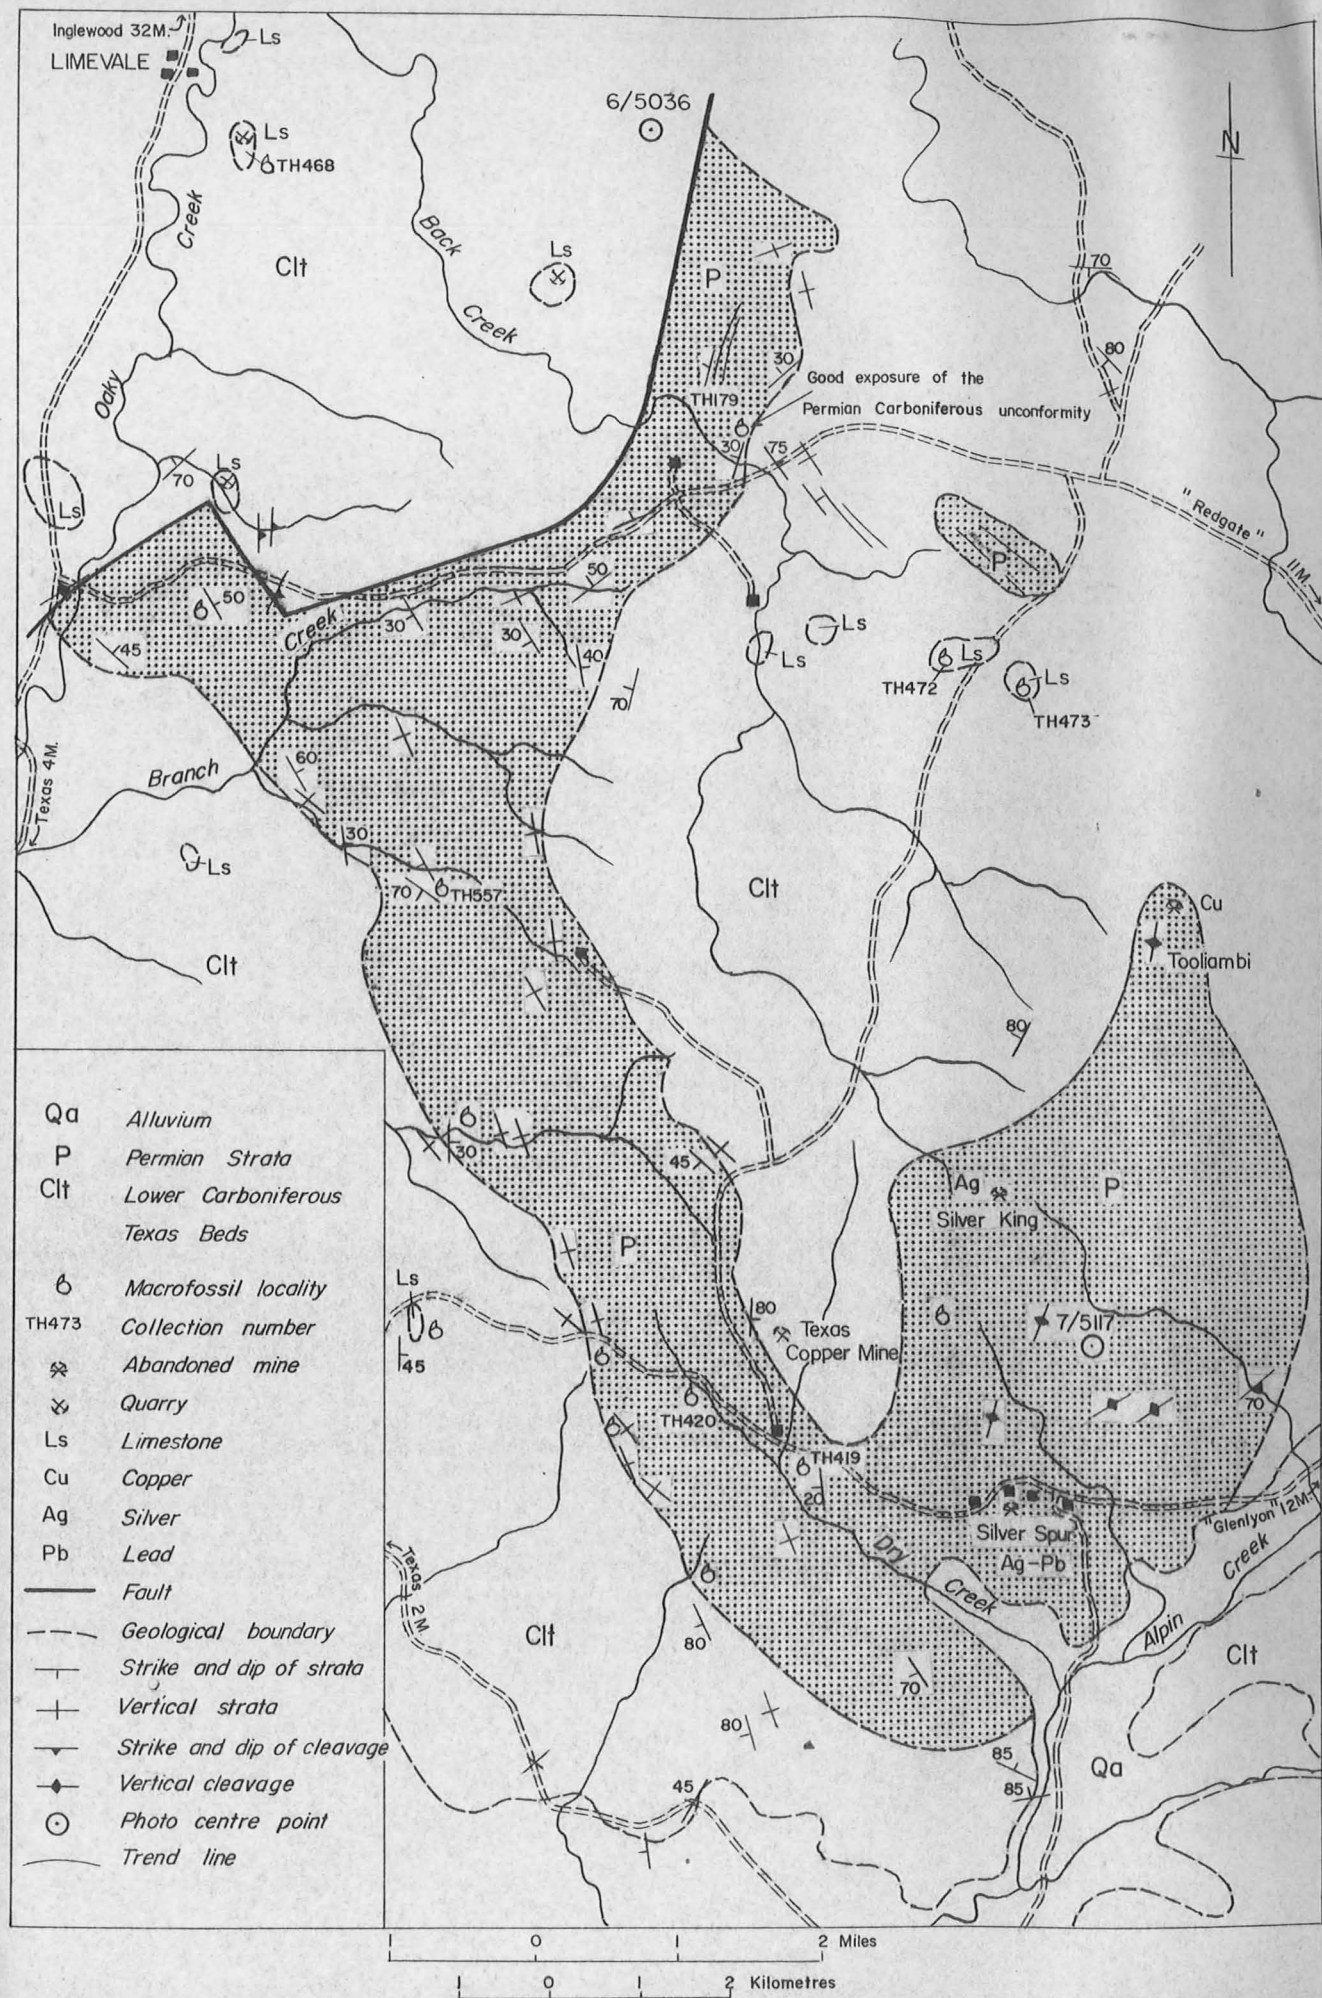 Inglewood 32M.
LIMEVALE
Ls
6/5036
N
Ls
TH468
Creek
Back
Clt
Ls
P
70
Creek
80
30
Good exposure of the
Permian Carboniferous unconformity
TH179
Oaky
30
75
70
Ls
Ls
"Redgate"
11M.
P
50
50
Creek
30
30
45
40
Ls
Ls
Ls
TH472
Ls
TH473
70
Texas 4M.
Branch
60
30
Ls
70
TH557
Clt
Cu
Tooliambi
Clt
80
Qa Alluvium
P Permian Strata
Clt Lower Carboniferous
Texas Beds
Macrofossil locality
TH473 Collection number
Abandoned mine
Quarry
Ls Limestone
Cu Copper
Ag Silver
Pb Lead
Fault
Geological boundary
Strike and dip of strata
Vertical strata
Strike and dip of cleavage
Vertical cleavage
Photo centre point
Trend line
30
45
Ag
Silver King
P
P
Ls
45
80
Texas
Copper Mine
7/5117
70
TH420
TH419
20
Silver Spur
Ag-Pb
"Glenlyon" 12M.
Creek
Dry
Creek
Alpin
Texas 2M.
Clt
80
Clt
70
80
85
85
Qa
45
0 1 2 Miles
1 0 1 2 Kilometres